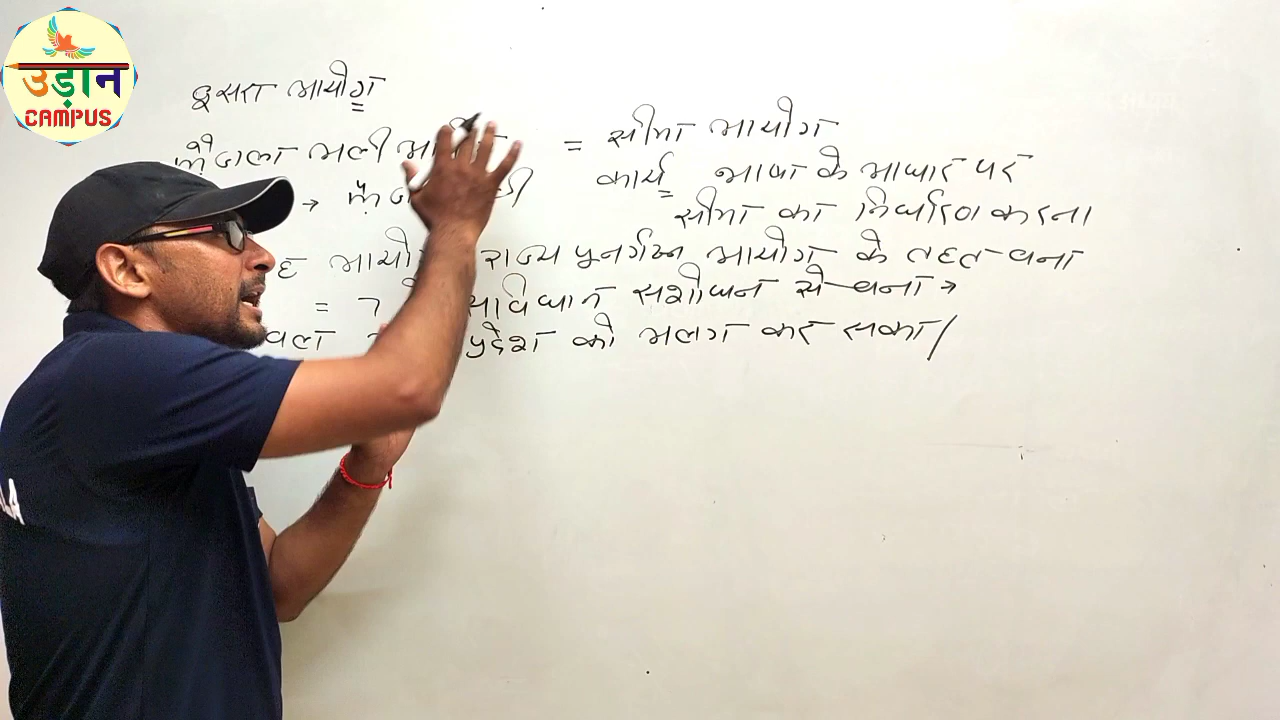 उड़ान
CAMPUS
दूसरा आयोग
अली = सीमा आयोग
कार्य भाषा के आधार पर
सीमा का निर्धारण करना
राज्य पुनर्गठन आयोग के तहत बना
= 7 संविधान संशोधन से बना →
प्रदेश को अलग कर सका/